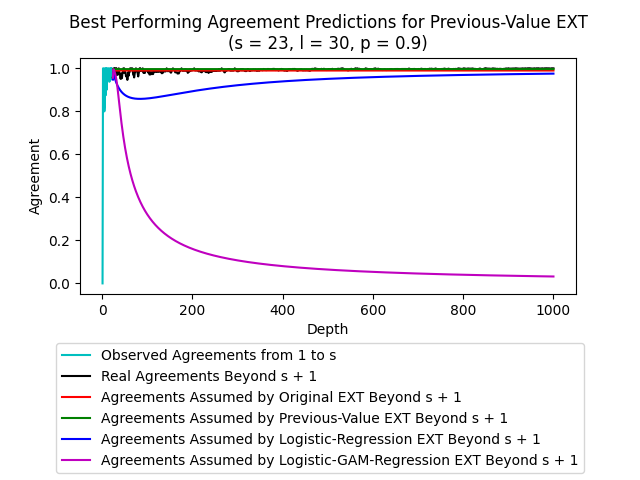 Best Performing Agreement Predictions for Previous-Value EXT
(s = 23, l = 30, p = 0.9)
1.0
0.8
0.6
0.4
0.2
0.0
Agreement
0 200 400 600 800 1000
Depth
Observed Agreements from 1 to s
Real Agreements Beyond s + 1
Agreements Assumed by Original EXT Beyond s + 1
Agreements Assumed by Previous-Value EXT Beyond s + 1
Agreements Assumed by Logistic-Regression EXT Beyond s + 1
Agreements Assumed by Logistic-GAM-Regression EXT Beyond s + 1